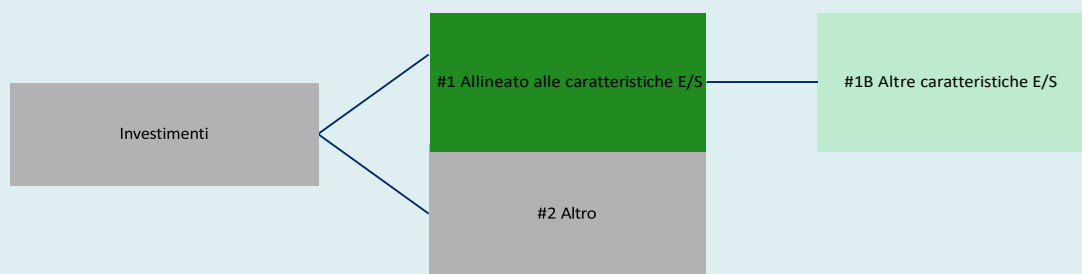 Investimenti
#1 Allineato alle caratteristiche E/S
#1B Altre caratteristiche E/S
#2 Altro